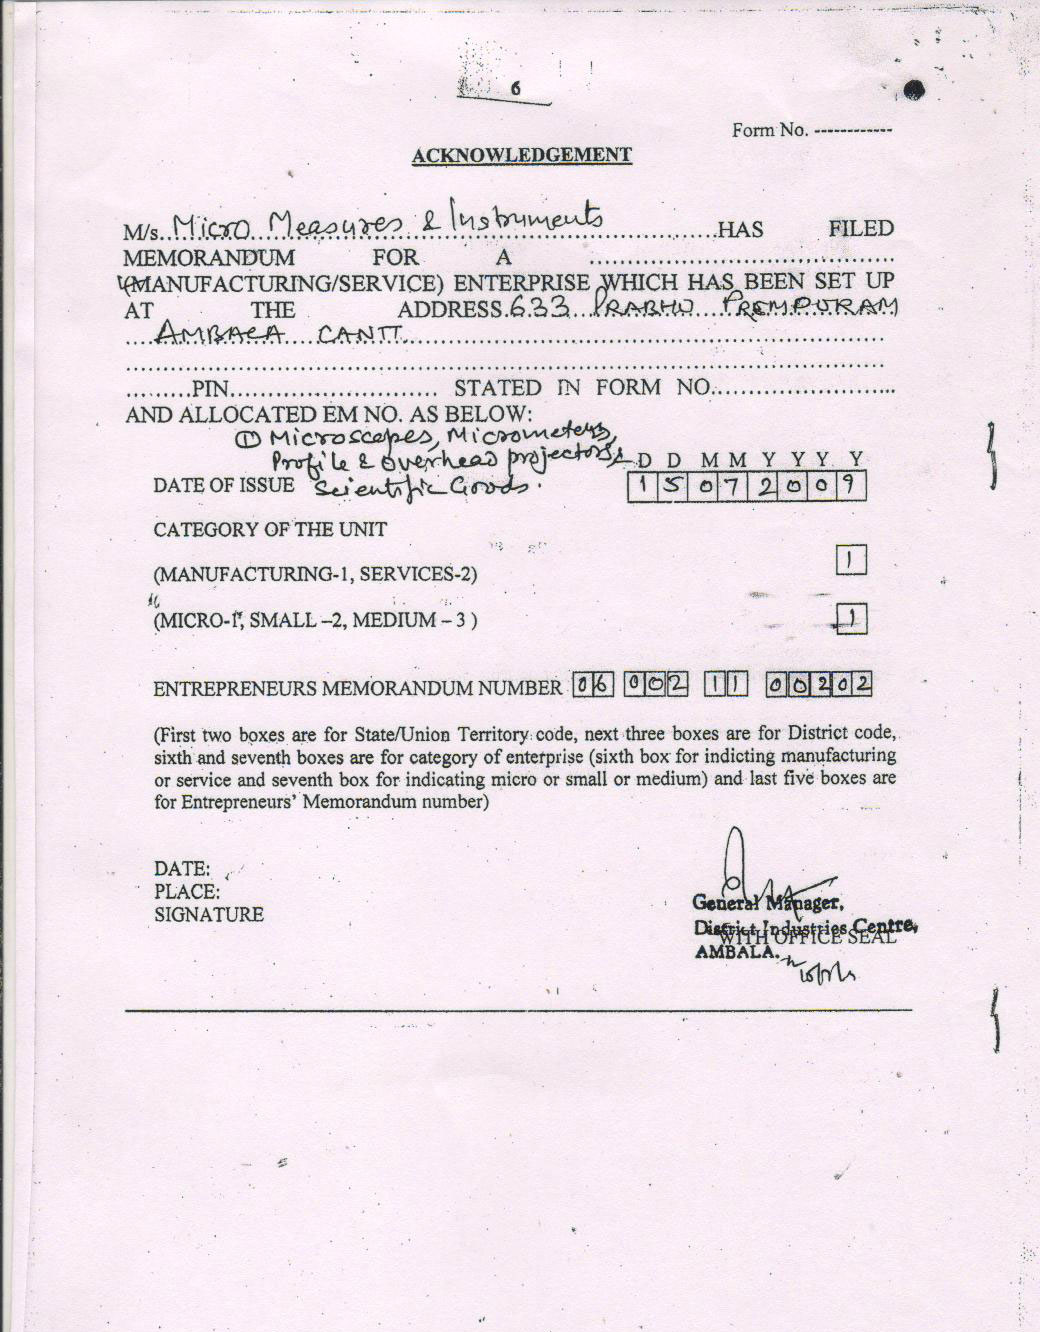 6
Form No. ------------
ACKNOWLEDGEMENT
M/s..Micro Measures & Instruments..................HAS FILED
MEMORANDUM FOR A ......................................
(MANUFACTURING/SERVICE) ENTERPRISE WHICH HAS BEEN SET UP
AT THE ADDRESS.633...PRABHU PREMPURAM
....AMBALA CANTT...........................................................
...........................................................................................
.........PIN........................... STATED IN FORM NO.......................
AND ALLOCATED EM NO. AS BELOW:
① Microscopes, Micrometers,
Profile & Overhead projectors &
D D M M Y Y Y Y
DATE OF ISSUE Scientific Goods. 1 5 0 7 2 0 0 9
CATEGORY OF THE UNIT
(MANUFACTURING-1, SERVICES-2) 1
(MICRO-1, SMALL –2, MEDIUM – 3 ) 1
ENTREPRENEURS MEMORANDUM NUMBER 06 002 11 00202
(First two boxes are for State/Union Territory code, next three boxes are for District code,
sixth and seventh boxes are for category of enterprise (sixth box for indicting manufacturing
or service and seventh box for indicating micro or small or medium) and last five boxes are
for Entrepreneurs' Memorandum number)
DATE:
PLACE:
SIGNATURE
General Manager,
District Industries Centre,
WITH OFFICE SEAL
AMBALA.